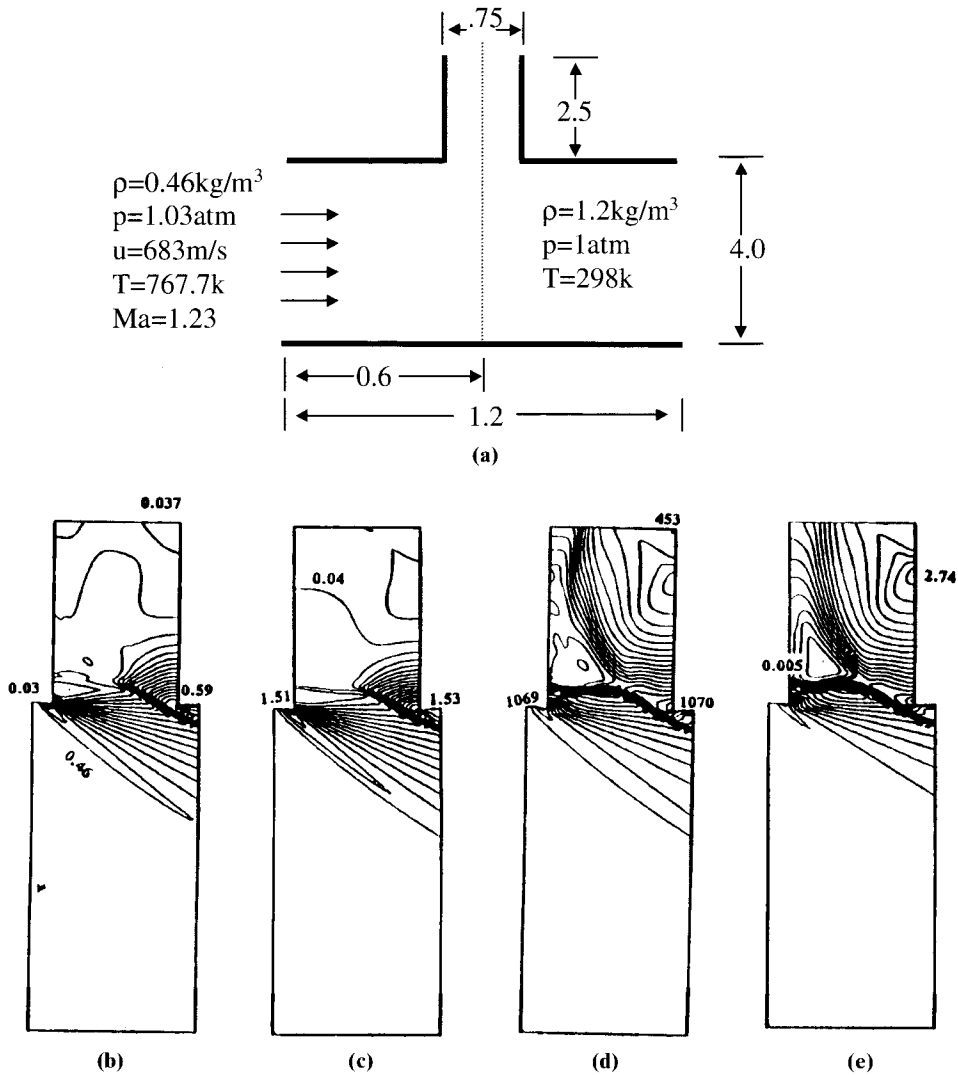 .75
2.5
ρ=0.46kg/m³
p=1.03atm
u=683m/s
T=767.7k
Ma=1.23
ρ=1.2kg/m³
p=1atm
T=298k
4.0
0.6
1.2
(a)
0.037
0.03
0.59
0.46
(b)
0.04
1.51
1.53
(c)
453
1069
1070
(d)
2.74
0.005
(e)